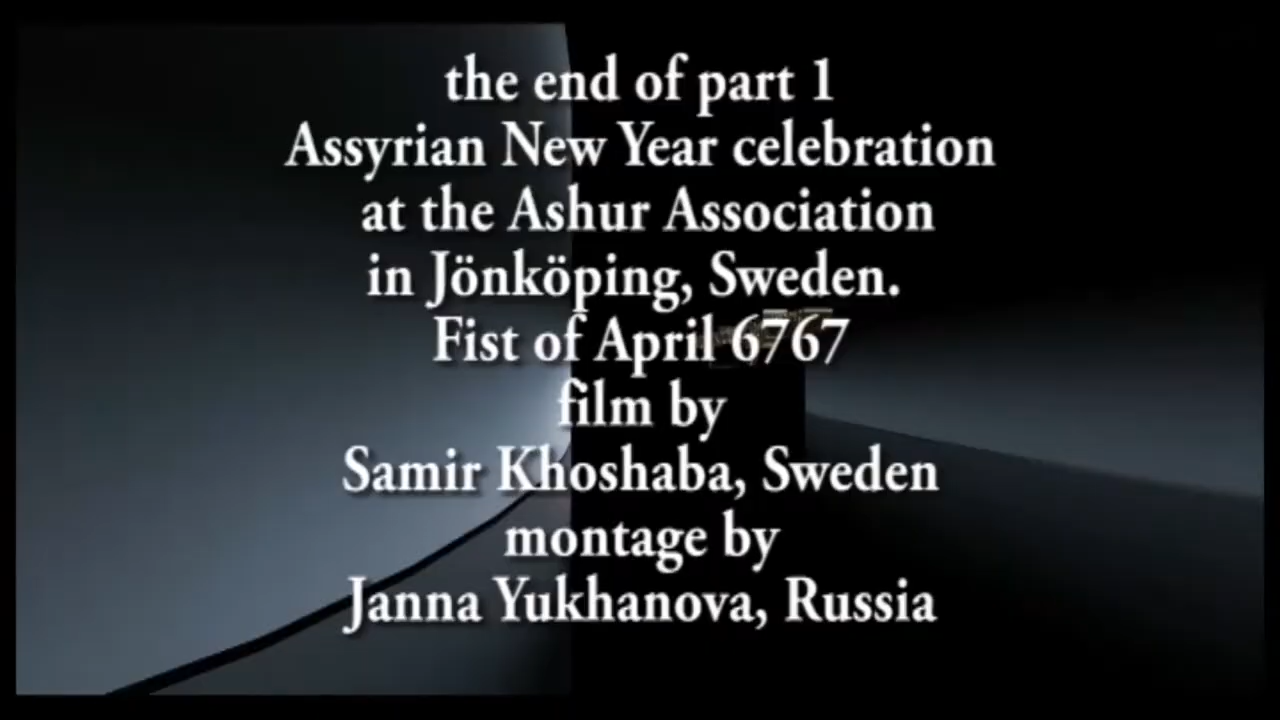 the end of part 1
Assyrian New Year celebration
at the Ashur Association
in Jönköping, Sweden.
Fist of April 6767
film by
Samir Khoshaba, Sweden
montage by
Janna Yukhanova, Russia